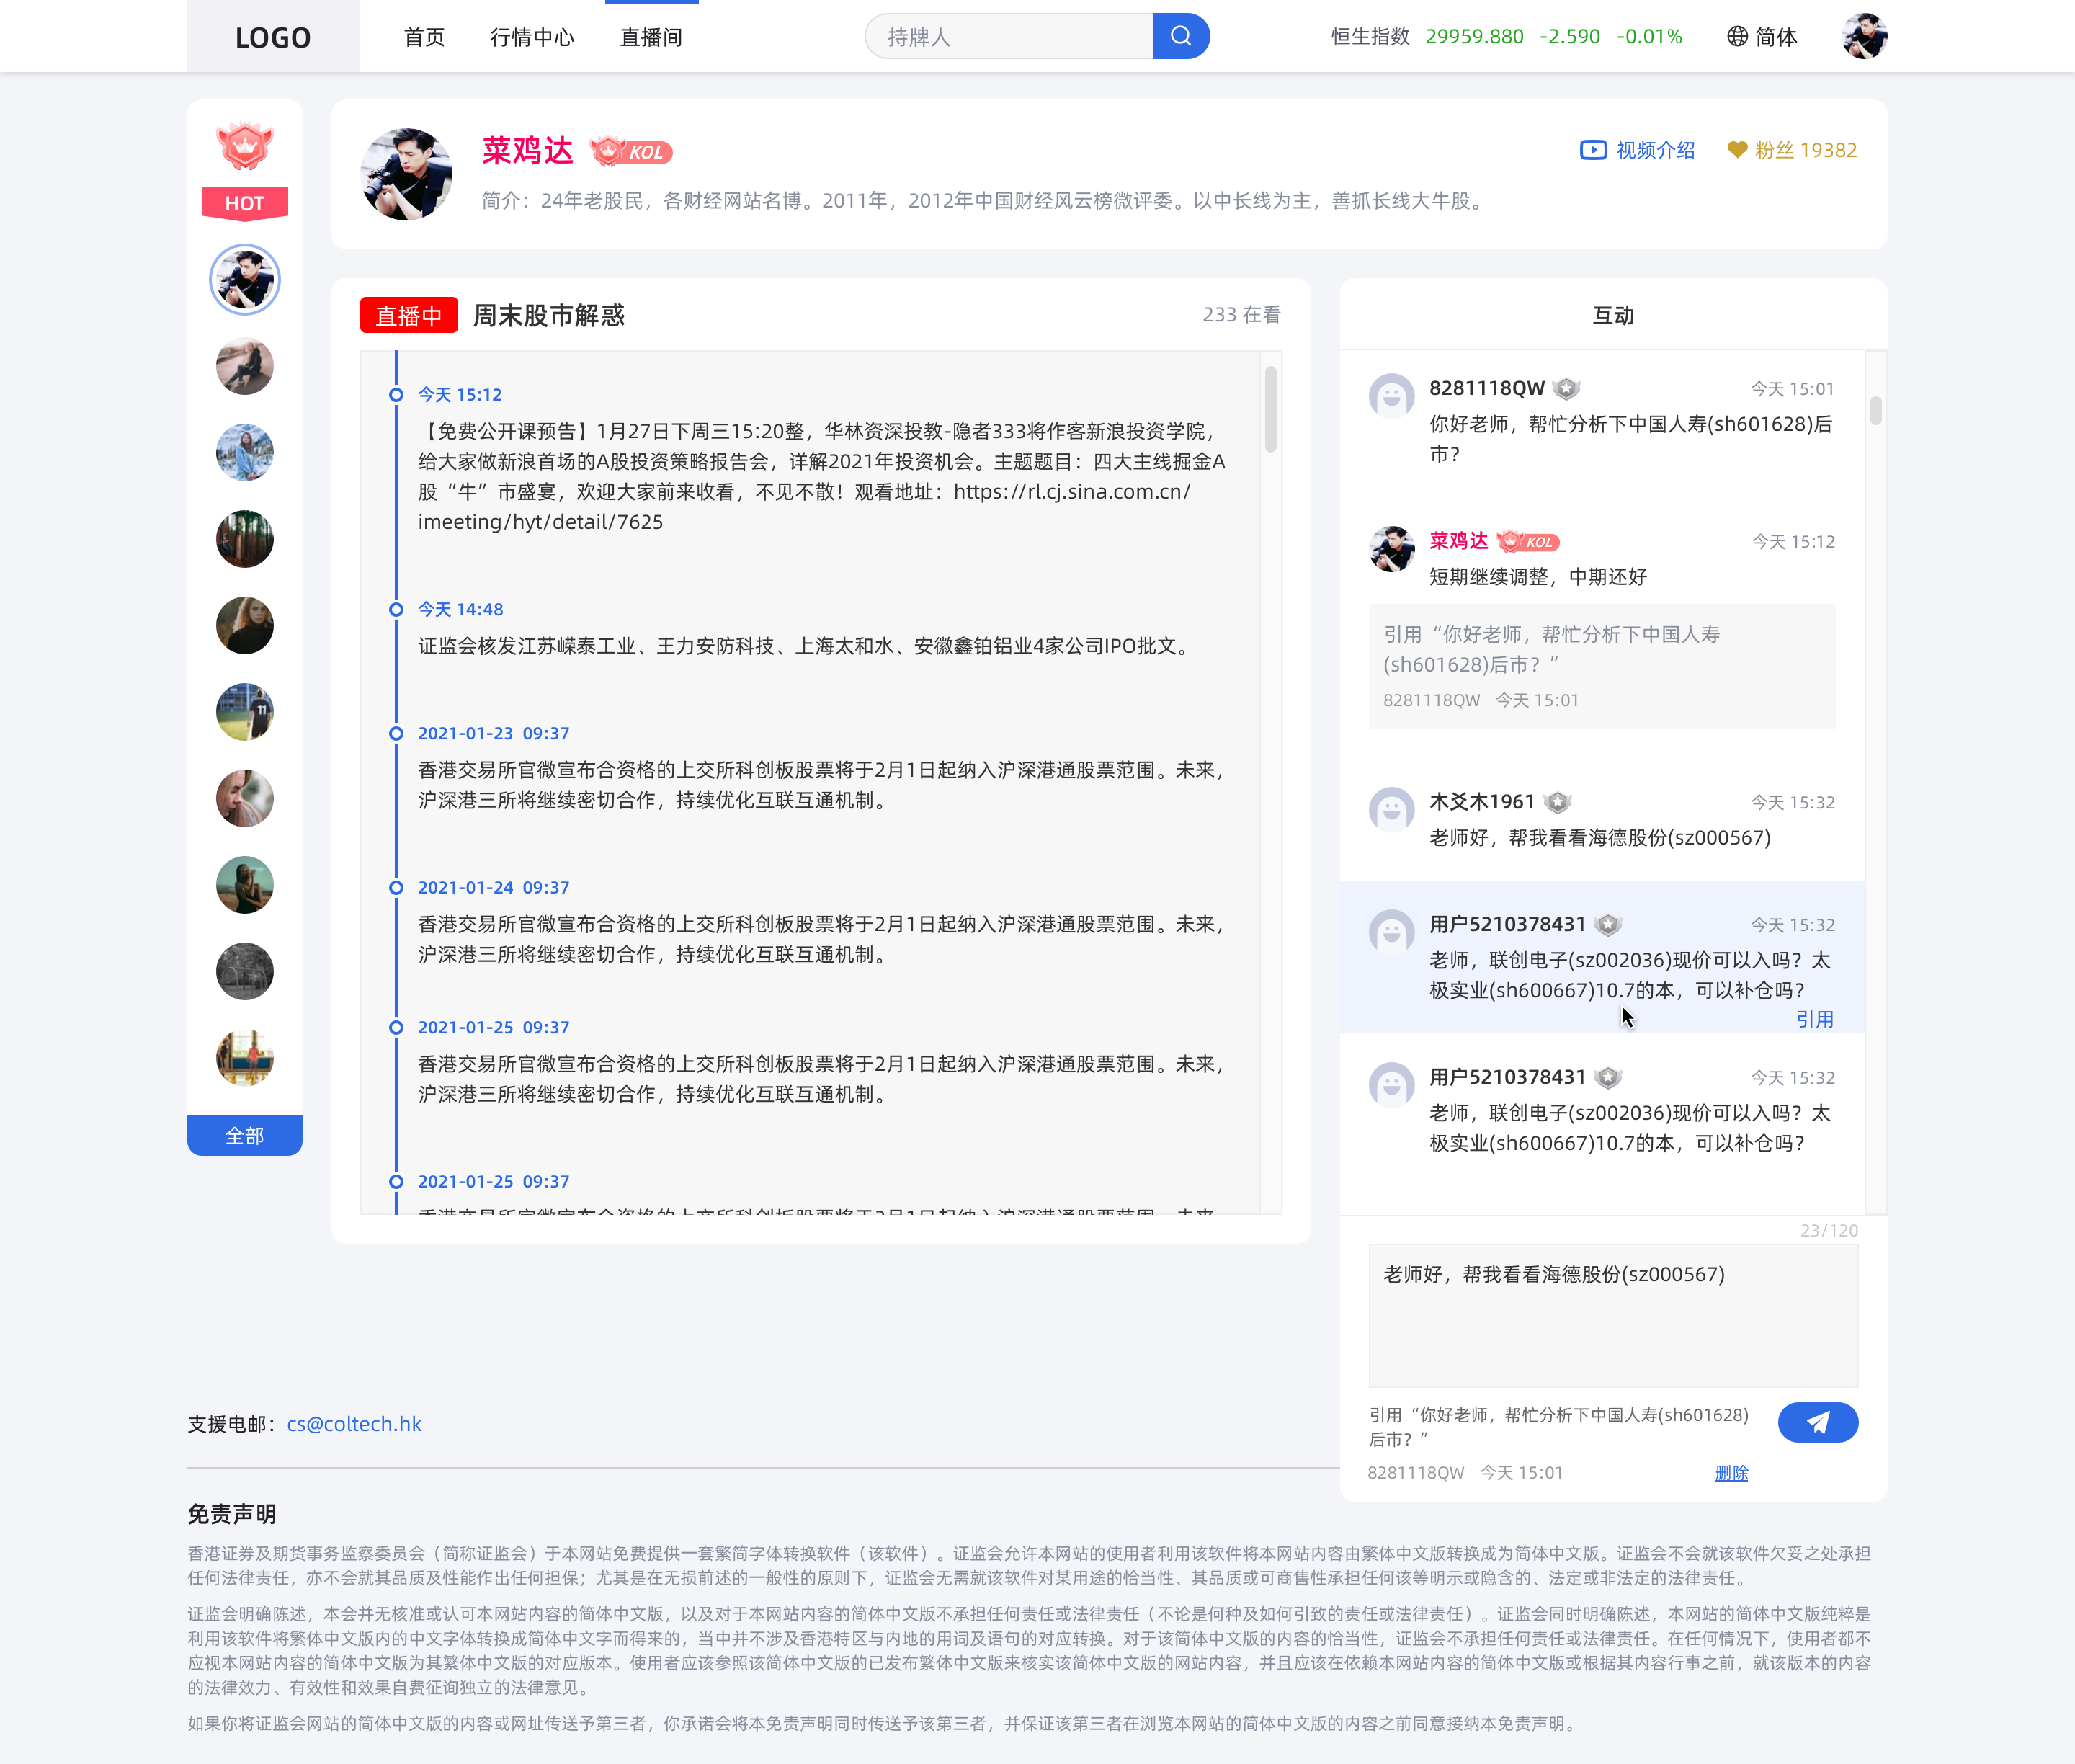 LOGO
首页 行情中心 直播间
持牌人
恒生指数 29959.880 -2.590 -0.01%
简体
HOT
全部
菜鸡达 KOL
视频介绍 粉丝 19382
简介：24年老股民，各财经网站名博。2011年，2012年中国财经风云榜微评委。以中长线为主，善抓长线大牛股。
直播中 周末股市解惑 233 在看
今天 15:12
【免费公开课预告】1月27日下周三15:20整，华林资深投教-隐者333将作客新浪投资学院，
给大家做新浪首场的A股投资策略报告会，详解2021年投资机会。主题题目：四大主线掘金A
股“牛”市盛宴，欢迎大家前来收看，不见不散！观看地址：https://rl.cj.sina.com.cn/
imeeting/hyt/detail/7625
今天 14:48
证监会核发江苏嵘泰工业、王力安防科技、上海太和水、安徽鑫铂铝业4家公司IPO批文。
2021-01-23 09:37
香港交易所官微宣布合资格的上交所科创板股票将于2月1日起纳入沪深港通股票范围。未来，
沪深港三所将继续密切合作，持续优化互联互通机制。
2021-01-24 09:37
香港交易所官微宣布合资格的上交所科创板股票将于2月1日起纳入沪深港通股票范围。未来，
沪深港三所将继续密切合作，持续优化互联互通机制。
2021-01-25 09:37
香港交易所官微宣布合资格的上交所科创板股票将于2月1日起纳入沪深港通股票范围。未来，
沪深港三所将继续密切合作，持续优化互联互通机制。
2021-01-25 09:37
香港交易所官微宣布合资格的上交所科创板股票将于2月1日起纳入沪深港通股票范围。未来，
互动
8281118QW 今天 15:01
你好老师，帮忙分析下中国人寿(sh601628)后
市？
菜鸡达 KOL 今天 15:12
短期继续调整，中期还好
引用“你好老师，帮忙分析下中国人寿
(sh601628)后市？”
8281118QW 今天 15:01
木爻木1961 今天 15:32
老师好，帮我看看海德股份(sz000567)
用户5210378431 今天 15:32
老师，联创电子(sz002036)现价可以入吗？太
极实业(sh600667)10.7的本，可以补仓吗？
引用
用户5210378431 今天 15:32
老师，联创电子(sz002036)现价可以入吗？太
极实业(sh600667)10.7的本，可以补仓吗？
23/120
老师好，帮我看看海德股份(sz000567)
引用“你好老师，帮忙分析下中国人寿(sh601628)
后市？”
8281118QW 今天 15:01 删除
支援电邮：cs@coltech.hk
免责声明
香港证券及期货事务监察委员会（简称证监会）于本网站免费提供一套繁简字体转换软件（该软件）。证监会允许本网站的使用者利用该软件将本网站内容由繁体中文版转换成为简体中文版。证监会不会就该软件欠妥之处承担
任何法律责任，亦不会就其品质及性能作出任何担保；尤其是在无损前述的一般性的原则下，证监会无需就该软件对某用途的恰当性、其品质或可商售性承担任何该等明示或隐含的、法定或非法定的法律责任。
证监会明确陈述，本会并无核准或认可本网站内容的简体中文版，以及对于本网站内容的简体中文版不承担任何责任或法律责任（不论是何种及如何引致的责任或法律责任）。证监会同时明确陈述，本网站的简体中文版纯粹是
利用该软件将繁体中文版内的中文字体转换成简体中文字而得来的，当中并不涉及香港特区与内地的用词及语句的对应转换。对于该简体中文版的内容的恰当性，证监会不承担任何责任或法律责任。在任何情况下，使用者都不
应视本网站内容的简体中文版为其繁体中文版的对应版本。使用者应该参照该简体中文版的已发布繁体中文版来核实该简体中文版的网站内容，并且应该在依赖本网站内容的简体中文版或根据其内容行事之前，就该版本的内容
的法律效力、有效性和效果自费征询独立的法律意见。
如果你将证监会网站的简体中文版的内容或网址传送予第三者，你承诺会将本免责声明同时传送予该第三者，并保证该第三者在浏览本网站的简体中文版的内容之前同意接纳本免责声明。